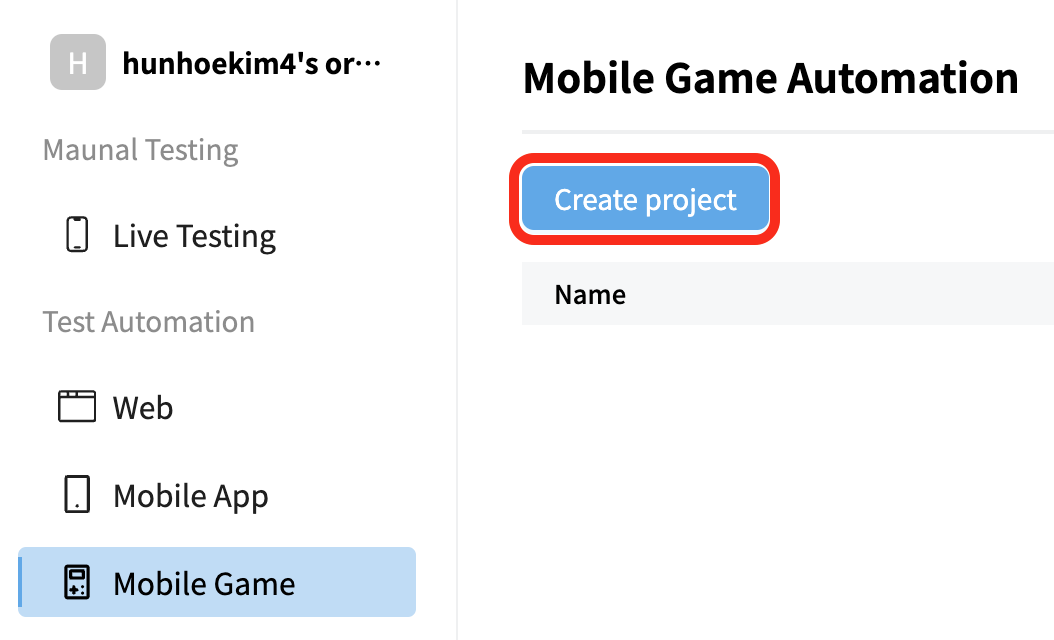 H
hunhoekim4's or···
Maunal Testing
Live Testing
Test Automation
Web
Mobile App
Mobile Game
Mobile Game Automation
Create project
Name